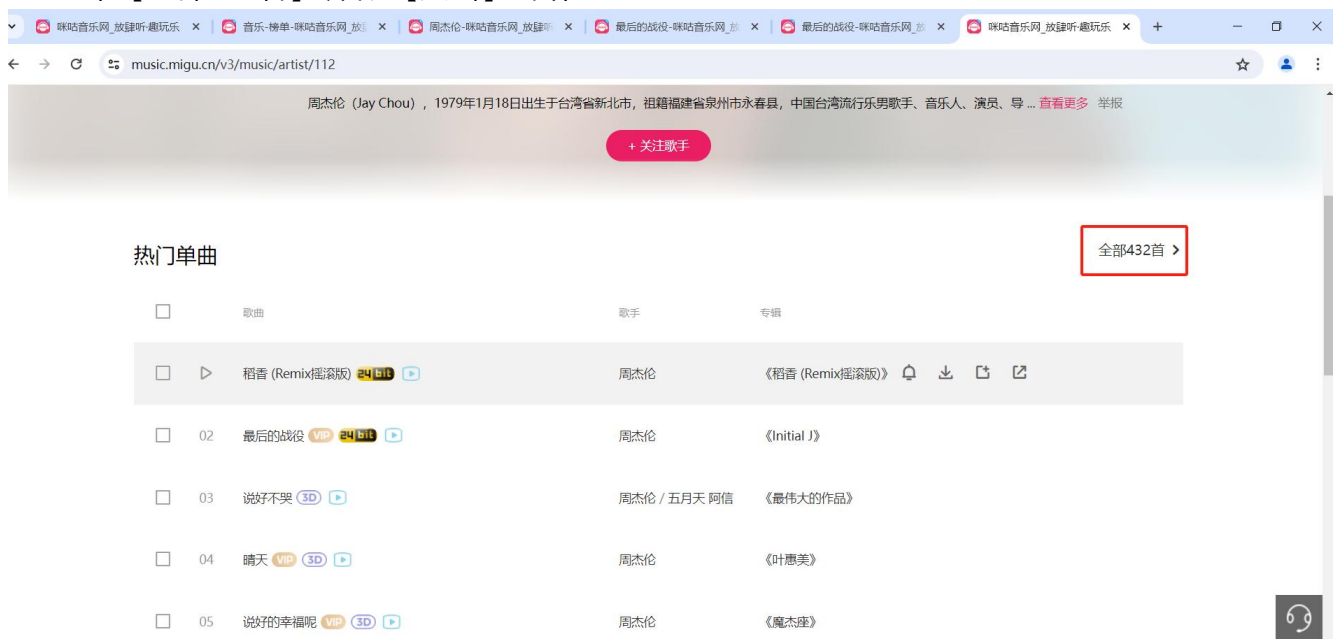 咪咕音乐网_放肆听·趣玩乐
音乐-榜单-咪咕音乐网_放
周杰伦-咪咕音乐网_放肆听
最后的战役-咪咕音乐网_放
最后的战役-咪咕音乐网_放
咪咕音乐网_放肆听·趣玩乐
music.migu.cn/v3/music/artist/112
周杰伦（Jay Chou），1979年1月18日出生于台湾省新北市，祖籍福建省泉州市永春县，中国台湾流行乐男歌手、音乐人、演员、导 ... 查看更多 举报
+ 关注歌手
热门单曲 全部432首
歌曲 歌手 专辑
稻香 (Remix摇滚版) 24bit 周杰伦 《稻香 (Remix摇滚版)》
02 最后的战役 VIP 24bit 周杰伦 《Initial J》
03 说好不哭 3D 周杰伦 / 五月天 阿信 《最伟大的作品》
04 晴天 VIP 3D 周杰伦 《叶惠美》
05 说好的幸福呢 VIP 3D 周杰伦 《魔杰座》